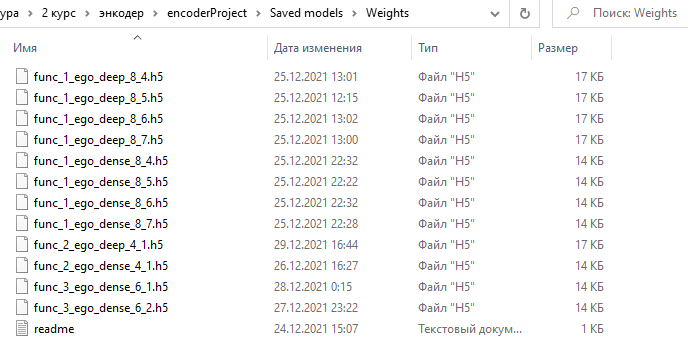 ура › 2 курс › энкодер › encoderProject › Saved models › Weights Поиск: Weights
Имя Дата изменения Тип Размер
func_1_ego_deep_8_4.h5 25.12.2021 13:01 Файл "H5" 17 КБ
func_1_ego_deep_8_5.h5 25.12.2021 12:15 Файл "H5" 17 КБ
func_1_ego_deep_8_6.h5 25.12.2021 13:02 Файл "H5" 17 КБ
func_1_ego_deep_8_7.h5 25.12.2021 13:00 Файл "H5" 17 КБ
func_1_ego_dense_8_4.h5 25.12.2021 22:32 Файл "H5" 14 КБ
func_1_ego_dense_8_5.h5 25.12.2021 22:22 Файл "H5" 14 КБ
func_1_ego_dense_8_6.h5 25.12.2021 22:32 Файл "H5" 14 КБ
func_1_ego_dense_8_7.h5 25.12.2021 22:28 Файл "H5" 14 КБ
func_2_ego_deep_4_1.h5 29.12.2021 16:44 Файл "H5" 17 КБ
func_2_ego_dense_4_1.h5 26.12.2021 16:27 Файл "H5" 14 КБ
func_3_ego_dense_6_1.h5 28.12.2021 0:15 Файл "H5" 14 КБ
func_3_ego_dense_6_2.h5 27.12.2021 23:22 Файл "H5" 14 КБ
readme 24.12.2021 15:07 Текстовый докум... 1 КБ